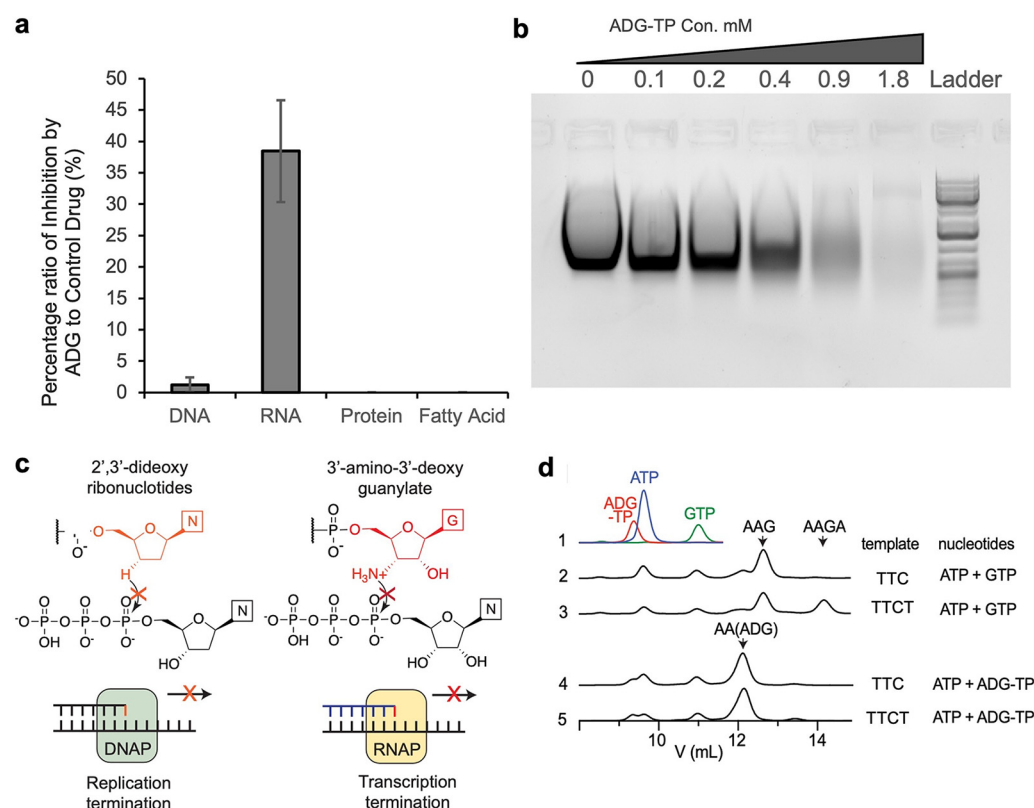 a
Percentage ratio of Inhibition by
ADG to Control Drug (%)
50
45
40
35
30
25
20
15
10
5
0
DNA RNA Protein Fatty Acid
b
ADG-TP Con. mM
0 0.1 0.2 0.4 0.9 1.8 Ladder
c
2',3'-dideoxy
ribonuclotides
N
O
O
O-
H
X
O O O
-O-P-O-P-O-P-O
OH O- O-
O
N
HO
X
DNAP
Replication
termination
3'-amino-3'-deoxy
guanylate
O
P
O-
O
O
G
H₃N+
OH
X
O O O
-O-P-O-P-O-P-O
OH O- O-
O
N
HO OH
X
RNAP
Transcription
termination
d
ATP
ADG
-TP
GTP
AAG AAGA
1 template nucleotides
2 TTC ATP + GTP
3 TTCT ATP + GTP
AA(ADG)
4 TTC ATP + ADG-TP
5 TTCT ATP + ADG-TP
8 10 12 14
V (mL)